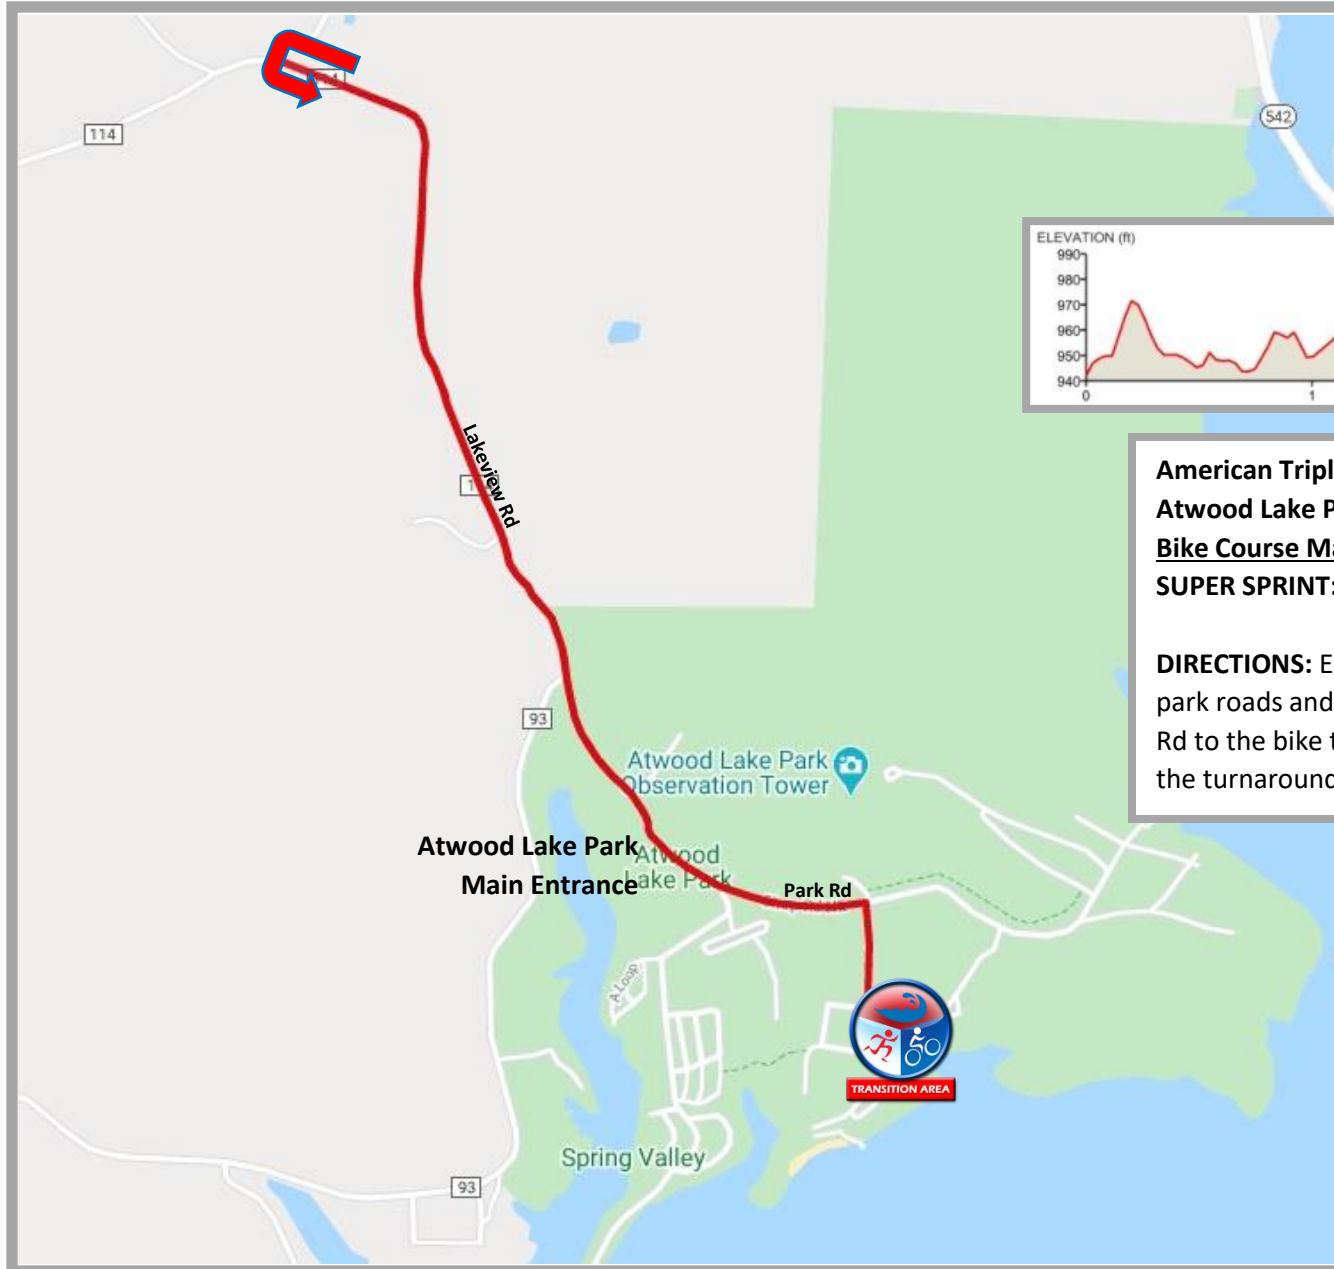 114
114
542
ELEVATION (ft)
990
980
970
960
950
940
0
1
Lakeview Rd
American Tripl
Atwood Lake P
Bike Course Ma
SUPER SPRINT:
DIRECTIONS: E
park roads and
Rd to the bike t
the turnaround
93
Atwood Lake Park
Observation Tower
Atwood Lake Park
Main Entrance
Atwood
Lake Park
Park Rd
A Loop
TRANSITION AREA
Spring Valley
93